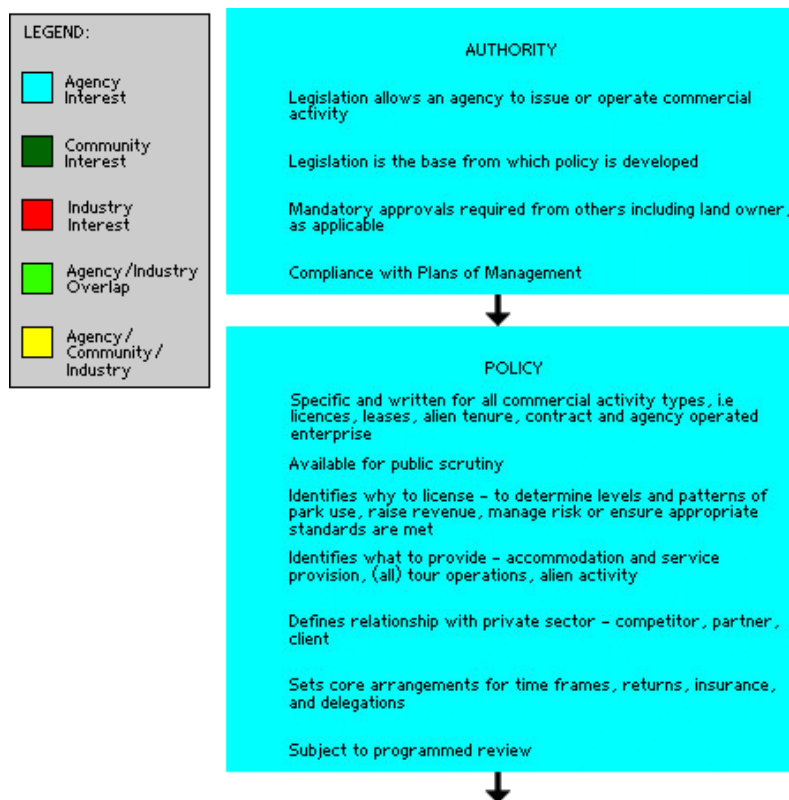 LEGEND:
Agency
Interest
Community
Interest
Industry
Interest
Agency/Industry
Overlap
Agency/
Community/
Industry
AUTHORITY
Legislation allows an agency to issue or operate commercial
activity
Legislation is the base from which policy is developed
Mandatory approvals required from others including land owner,
as applicable
Compliance with Plans of Management
POLICY
Specific and written for all commercial activity types, i.e
licences, leases, alien tenure, contract and agency operated
enterprise
Available for public scrutiny
Identifies why to license - to determine levels and patterns of
park use, raise revenue, manage risk or ensure appropriate
standards are met
Identifies what to provide - accommodation and service
provision, (all) tour operations, alien activity
Defines relationship with private sector - competitor, partner,
client
Sets core arrangements for time frames, returns, insurance,
and delegations
Subject to programmed review